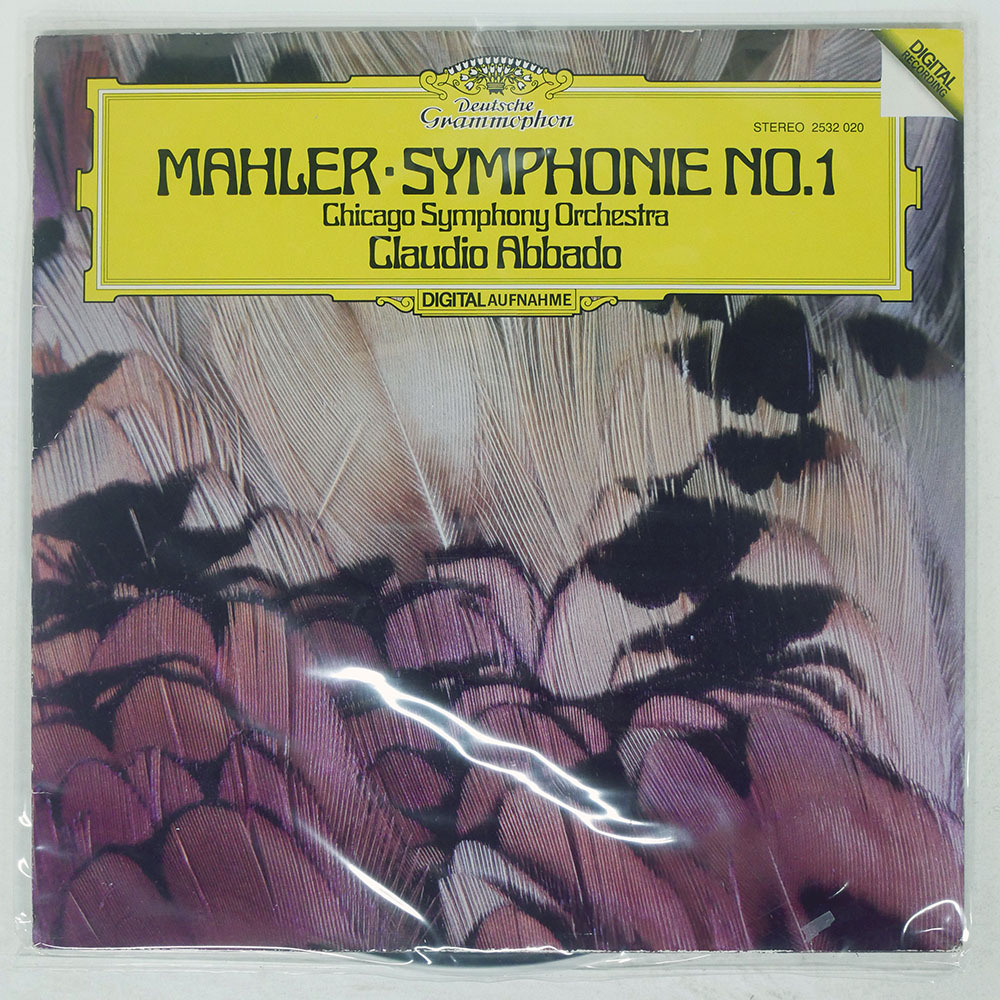 DIGITAL
RECORDING
Deutsche
Grammophon
STEREO 2532 020
MAHLER · SYMPHONIE NO.1
Chicago Symphony Orchestra
Claudio Abbado
DIGITAL AUFNAHME